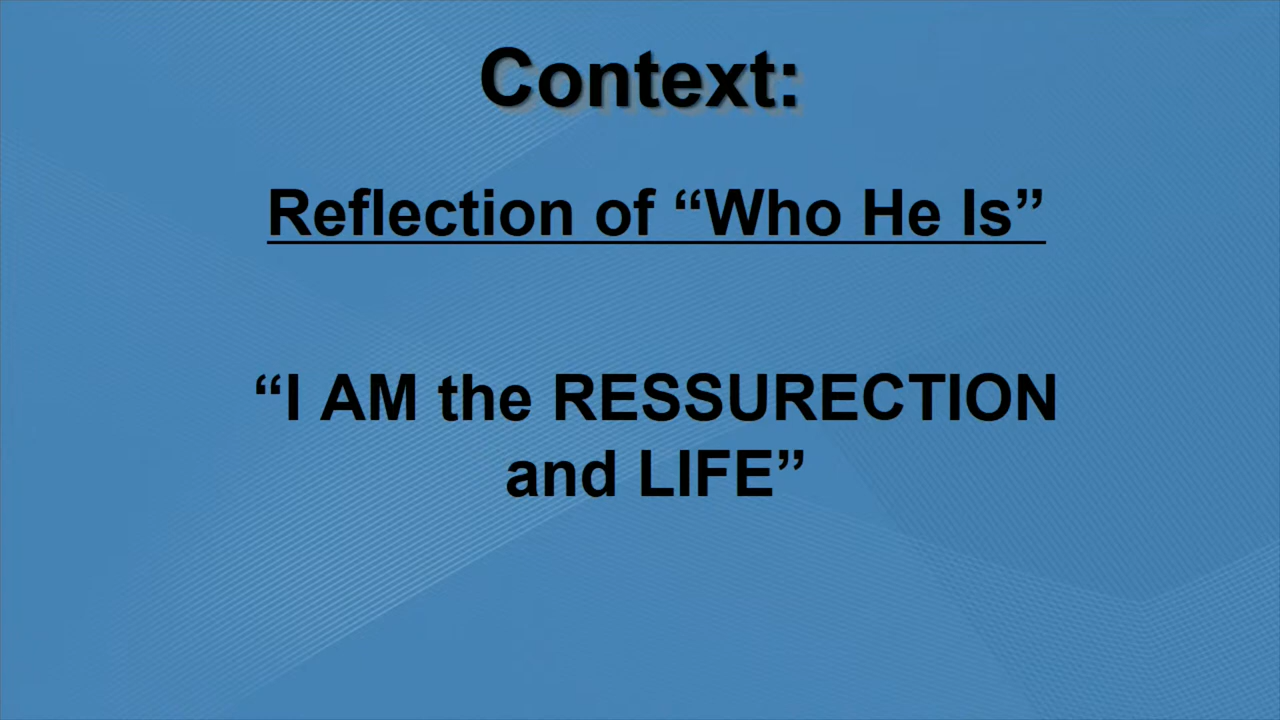 Context:
Reflection of “Who He Is”
“I AM the RESSURECTION
and LIFE”